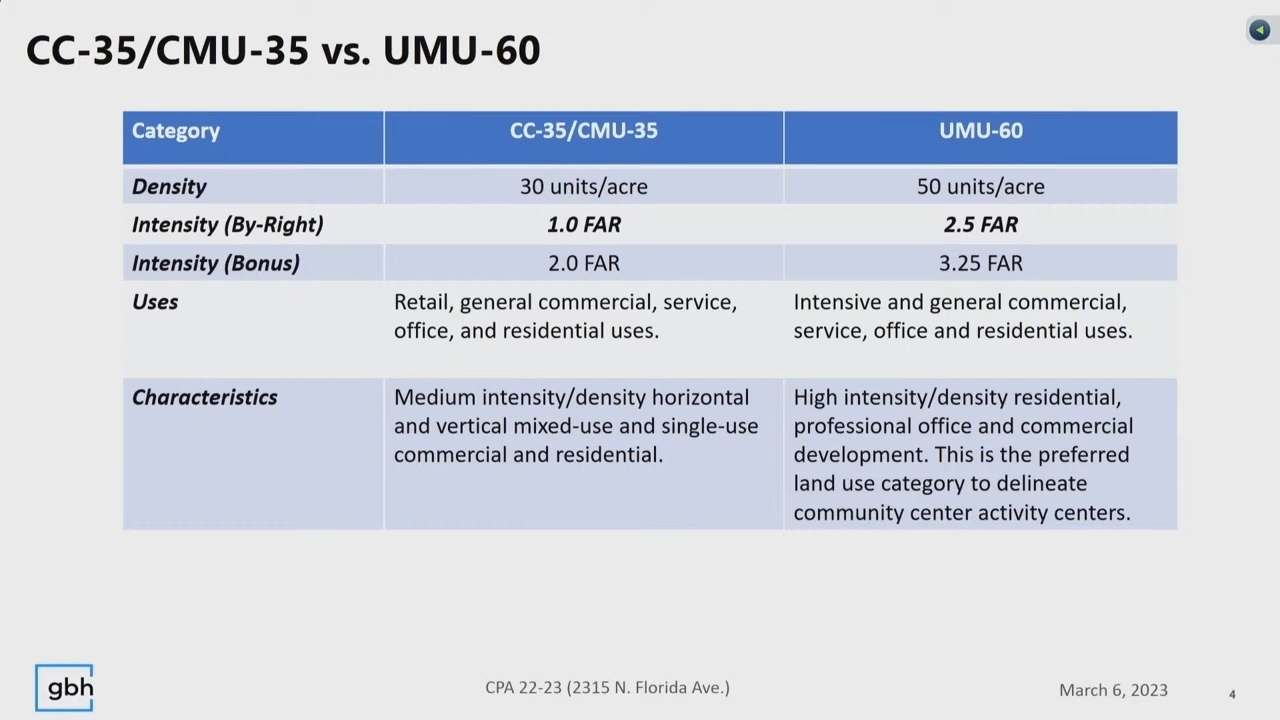 CC-35/CMU-35 vs. UMU-60
Category CC-35/CMU-35 UMU-60
Density 30 units/acre 50 units/acre
Intensity (By-Right) 1.0 FAR 2.5 FAR
Intensity (Bonus) 2.0 FAR 3.25 FAR
Uses
Retail, general commercial, service,
office, and residential uses.
Intensive and general commercial,
service, office and residential uses.
Characteristics
Medium intensity/density horizontal
and vertical mixed-use and single-use
commercial and residential.
High intensity/density residential,
professional office and commercial
development. This is the preferred
land use category to delineate
community center activity centers.
gbh
CPA 22-23 (2315 N. Florida Ave.)
March 6, 2023
4